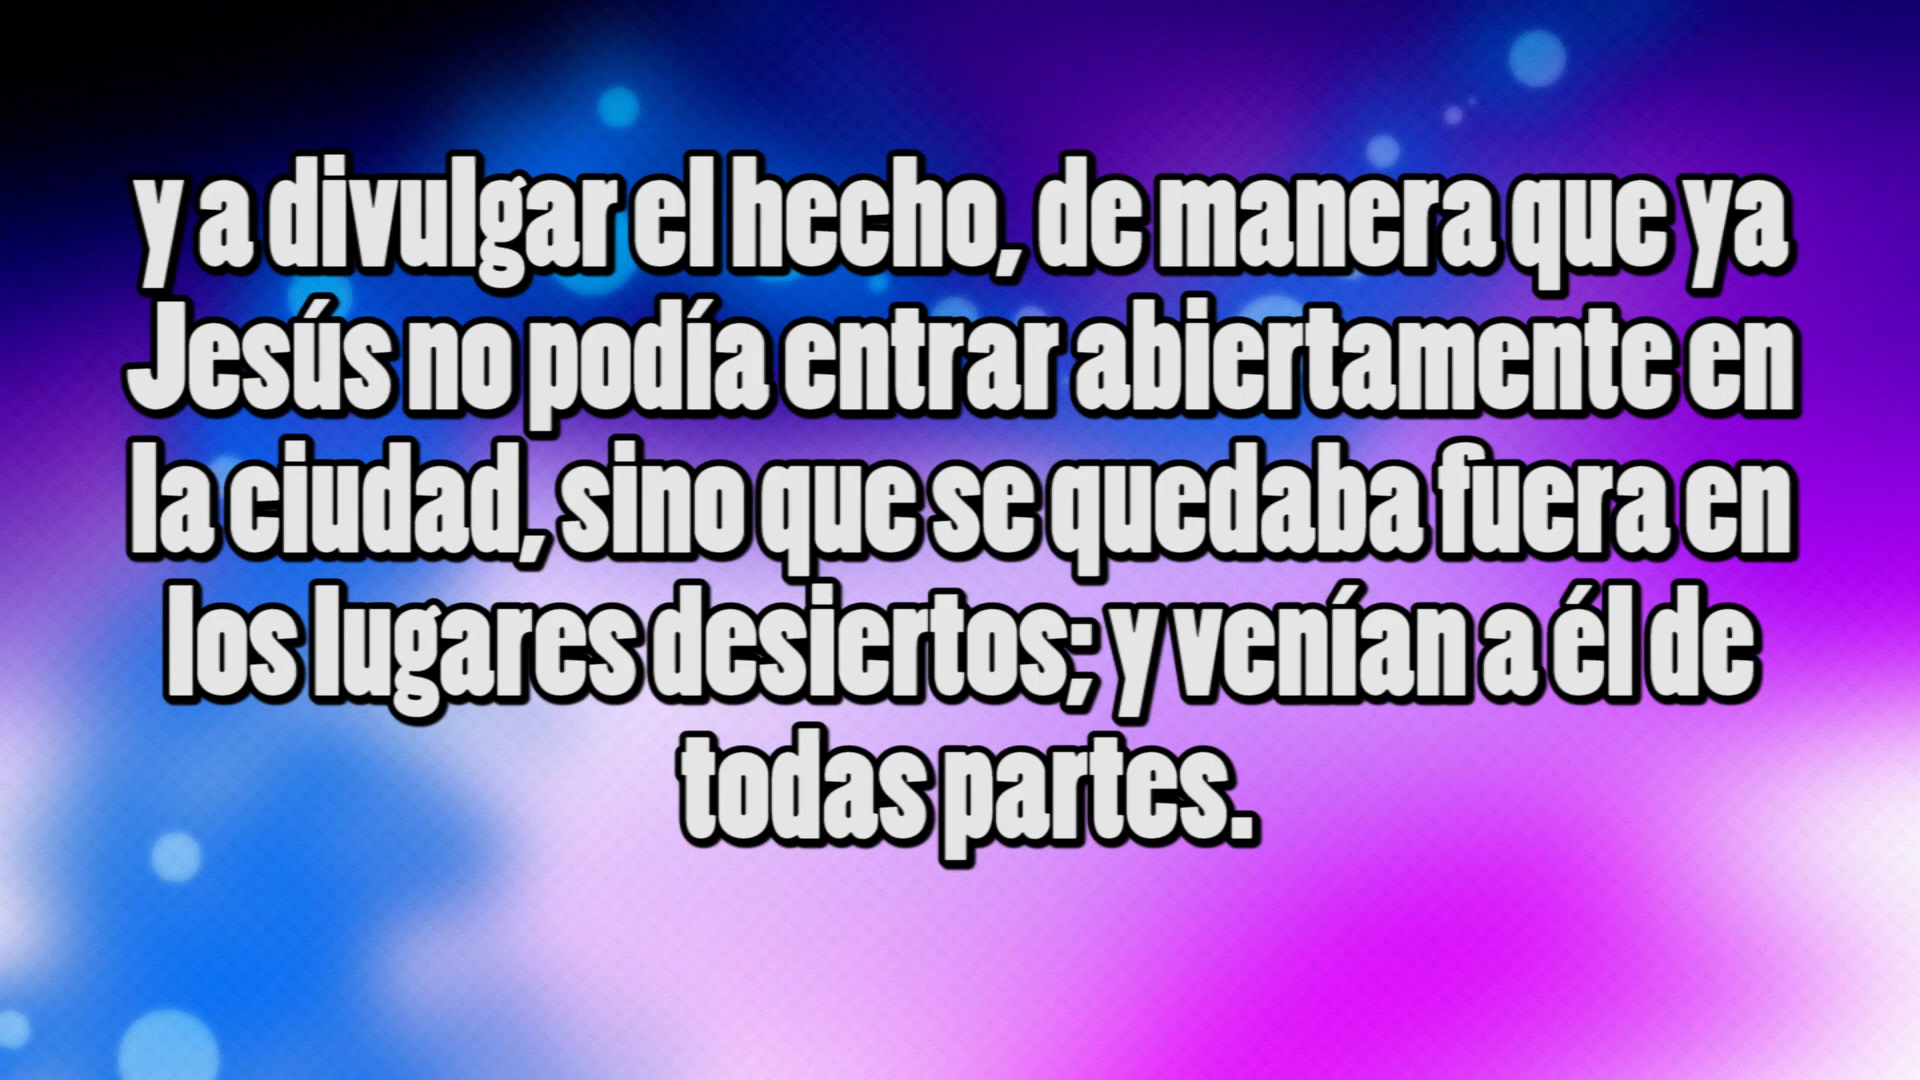 y a divulgar el hecho, de manera que ya
Jesús no podía entrar abiertamente en
la ciudad, sino que se quedaba fuera en
los lugares desiertos; y venían a él de
todas partes.